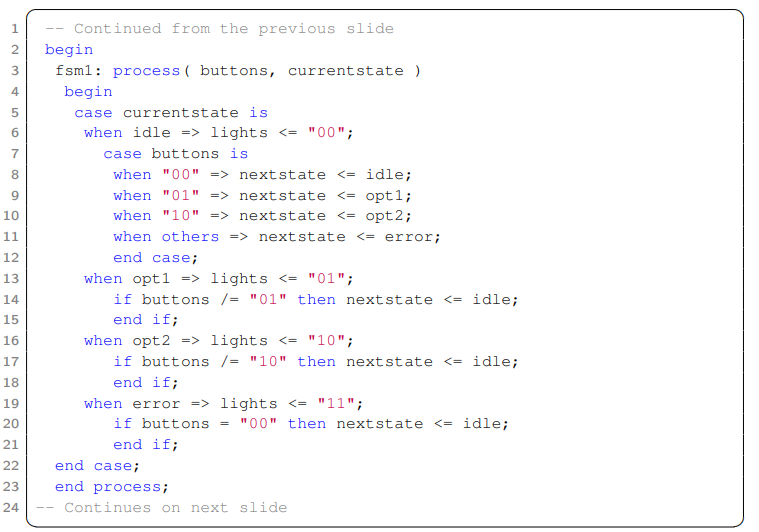 1 -- Continued from the previous slide
2 begin
3 fsm1: process( buttons, currentstate )
4 begin
5 case currentstate is
6 when idle => lights <= "00";
7 case buttons is
8 when "00" => nextstate <= idle;
9 when "01" => nextstate <= opt1;
10 when "10" => nextstate <= opt2;
11 when others => nextstate <= error;
12 end case;
13 when opt1 => lights <= "01";
14 if buttons /= "01" then nextstate <= idle;
15 end if;
16 when opt2 => lights <= "10";
17 if buttons /= "10" then nextstate <= idle;
18 end if;
19 when error => lights <= "11";
20 if buttons = "00" then nextstate <= idle;
21 end if;
22 end case;
23 end process;
24 -- Continues on next slide